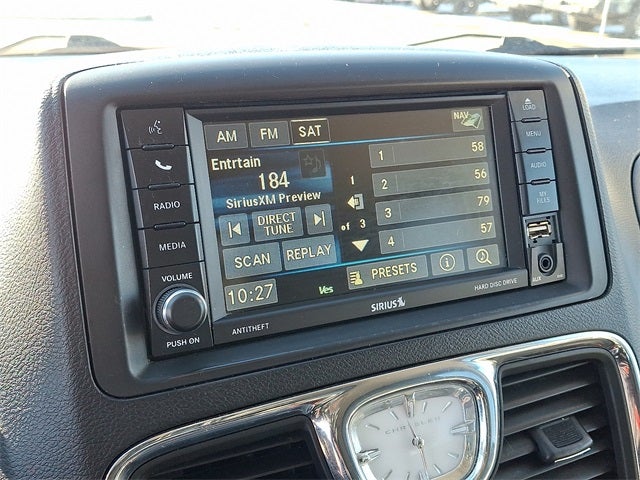 AM FM SAT NAV
Entrtain
184
SiriusXM Preview
DIRECT
TUNE
SCAN REPLAY
10:27
Ves
1
of 3
1 58
2 56
3 79
4 57
PRESETS
RADIO
MEDIA
VOLUME
PUSH ON
ANTITHEFT
SIRIUS
HARD DISC DRIVE
LOAD
MENU
AUDIO
MY
FILES
AUX
CHRYSLER